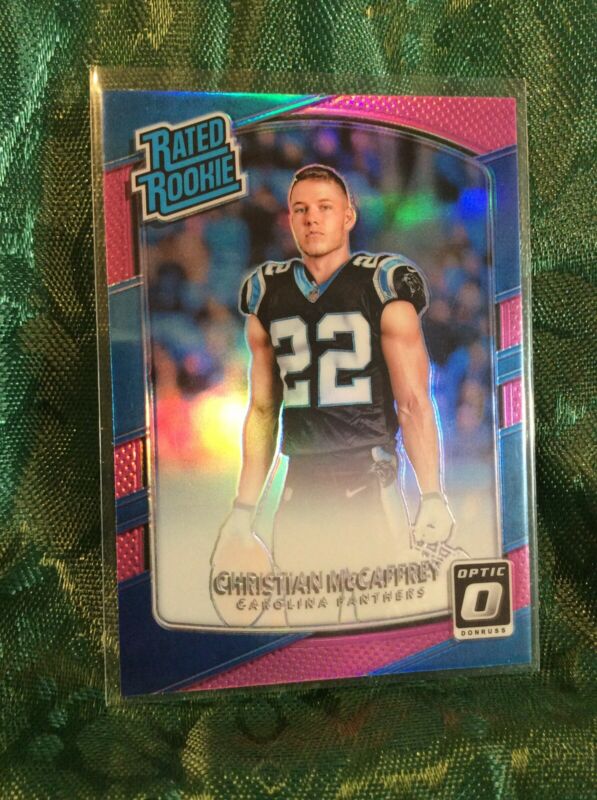 RATED
ROOKIE
22
CHRISTIAN McCAFFREY
CAROLINA PANTHERS
OPTIC
DONRUSS